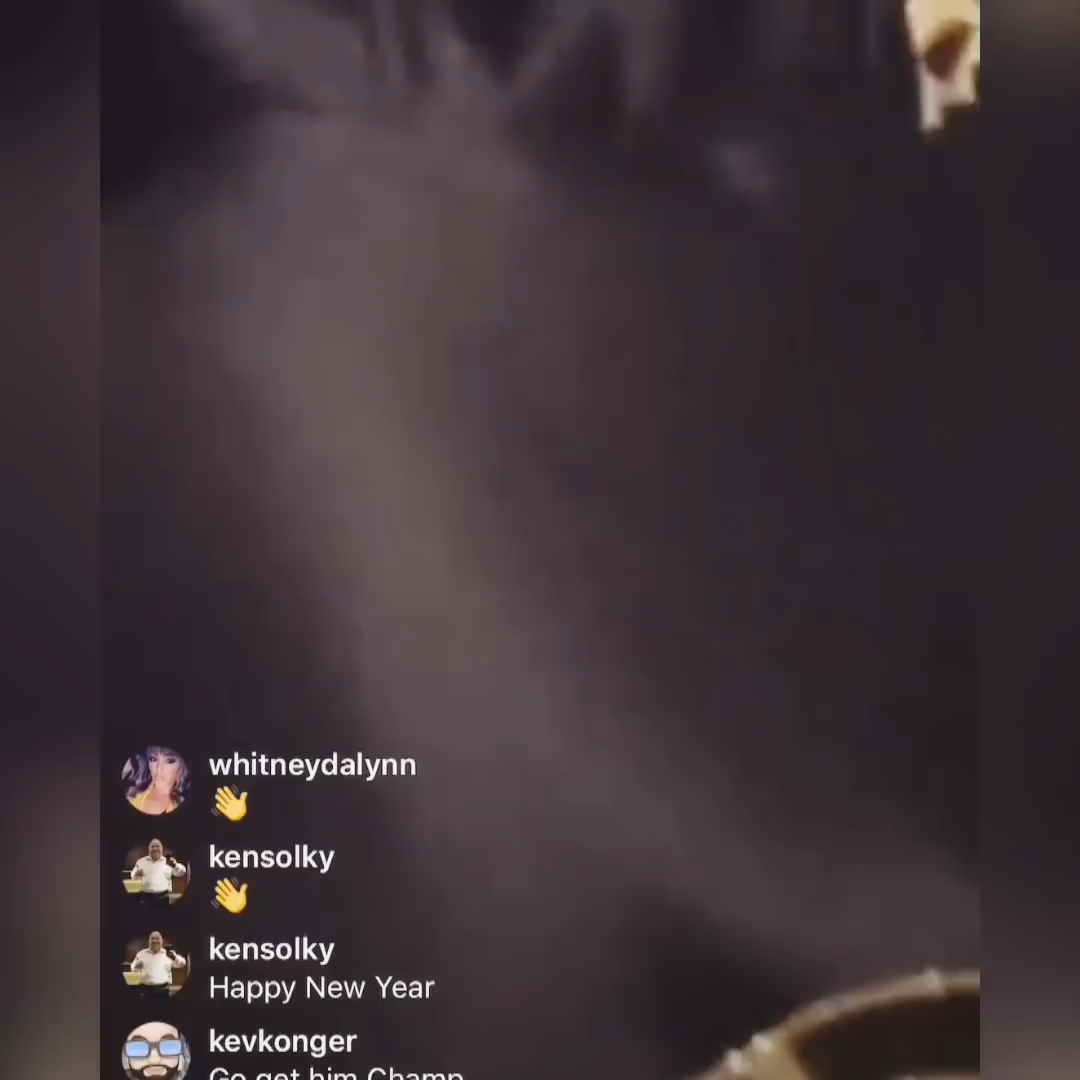 whitneydalynn
👋
kensolky
👋
kensolky
Happy New Year
kevkonger
Go get him Champ